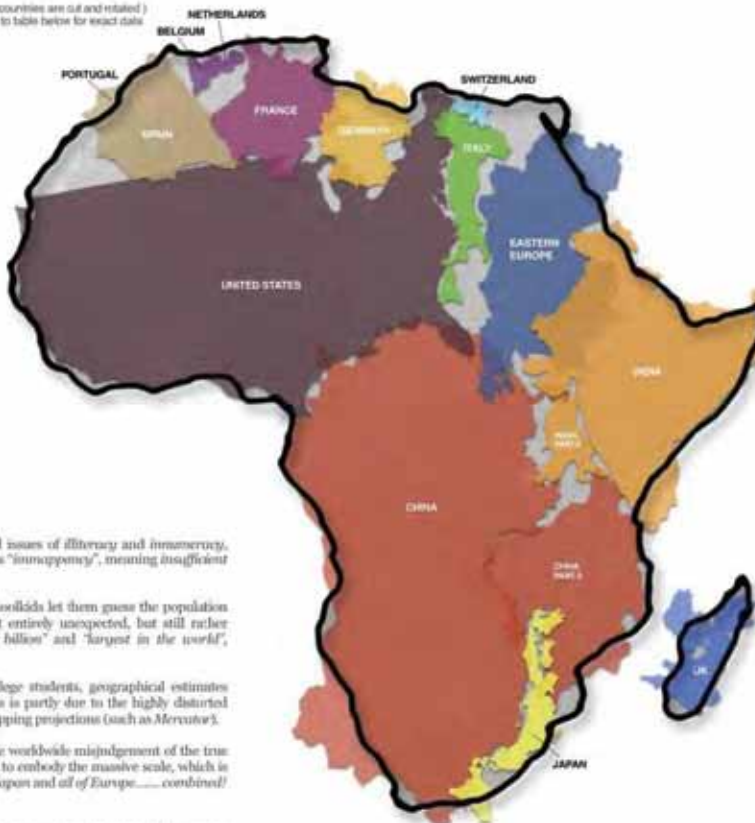 countries are cut and rotated )
to table below for exact data
NETHERLANDS
BELGIUM
PORTUGAL
SWITZERLAND
FRANCE
SPAIN
GERMANY
ITALY
EASTERN
EUROPE
UNITED STATES
INDIA
INDIA
PART 2
CHINA
CHINA
PART 2
UK
JAPAN
issues of illiteracy and innumeracy,
"immappancy", meaning insufficient
oolkids let them guess the population
t entirely unexpected, but still rather
billion" and "largest in the world",
lege students, geographical estimates
s is partly due to the highly distorted
pping projections (such as Mercator).
e worldwide misjudgement of the true
to embody the massive scale, which is
apan and all of Europe...... combined!